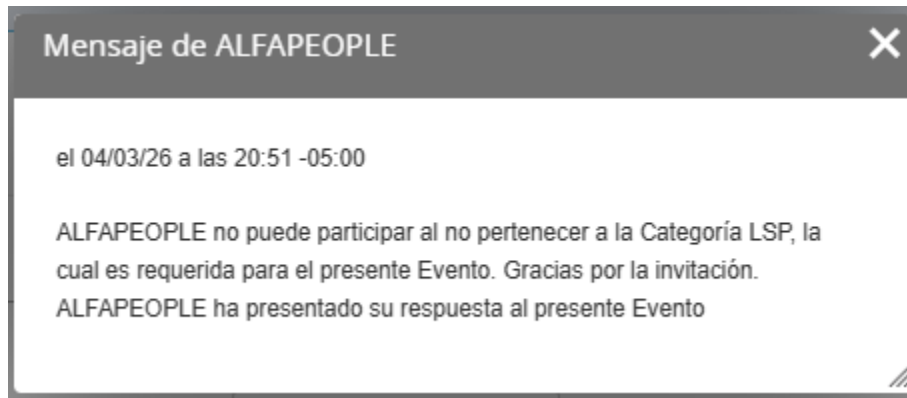 Mensaje de ALFAPEOPLE
el 04/03/26 a las 20:51 -05:00
ALFAPEOPLE no puede participar al no pertenecer a la Categoría LSP, la
cual es requerida para el presente Evento. Gracias por la invitación.
ALFAPEOPLE ha presentado su respuesta al presente Evento